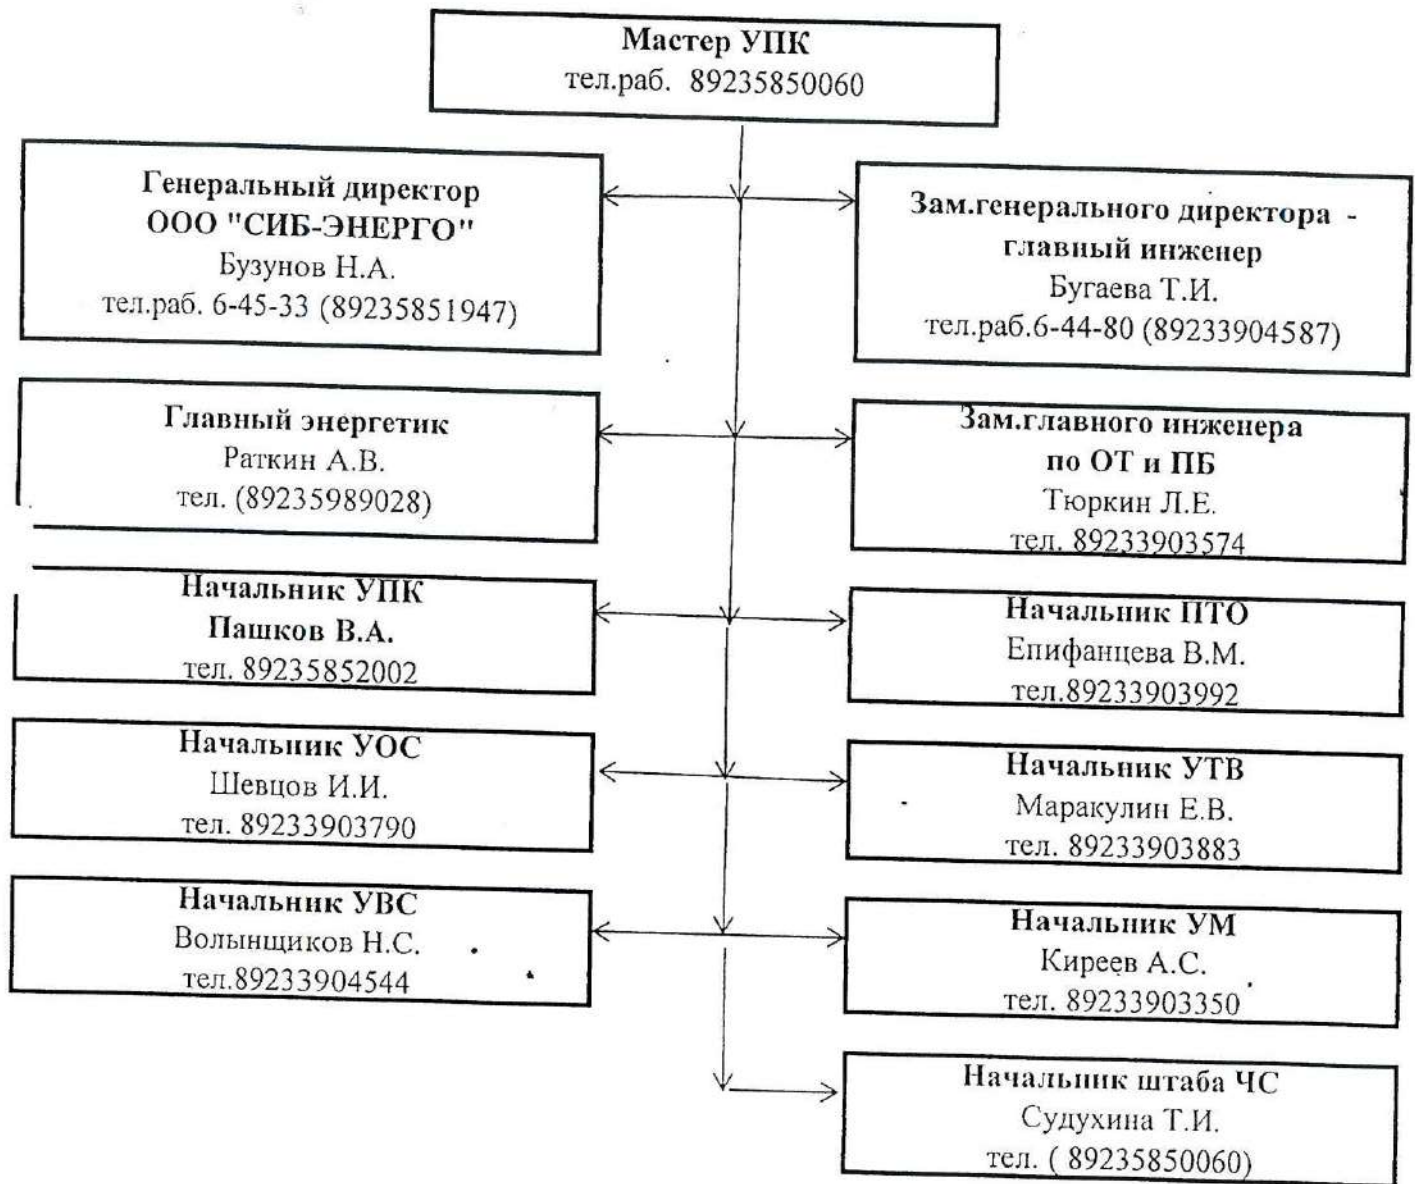 Мастер УПК
тел.раб. 89235850060
Генеральный директор
ООО "СИБ-ЭНЕРГО"
Бузунов Н.А.
тел.раб. 6-45-33 (89235851947)
Зам.генерального директора -
главный инженер
Бугаева Т.И.
тел.раб.6-44-80 (89233904587)
Главный энергетик
Раткин А.В.
тел. (89235989028)
Зам.главного инженера
по ОТ и ПБ
Тюркин Л.Е.
тел. 89233903574
Начальник УПК
Пашков В.А.
тел. 89235852002
Начальник ПТО
Епифанцева В.М.
тел.89233903992
Начальник УОС
Шевцов И.И.
тел. 89233903790
Начальник УТВ
Маракулин Е.В.
тел. 89233903883
Начальник УВС
Волынщиков Н.С.
тел.89233904544
Начальник УМ
Киреев А.С.
тел. 89233903350
Начальник штаба ЧС
Судухина Т.И.
тел. ( 89235850060)